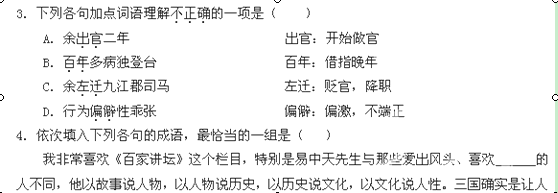 3. 下列各句加点词语理解不正确的一项是（　　）
A. 余出官二年　　出官：开始做官
B. 百年多病独登台　　百年：借指晚年
C. 余左迁九江郡司马　　左迁：贬官，降职
D. 行为偏僻性乖张　　偏僻：偏激，不端正
4. 依次填入下列各句的成语，最恰当的一组是（　　）
我非常喜欢《百家讲坛》这个栏目，特别是易中天先生与那些爱出风头、喜欢______的
人不同，他以故事说人物，以人物说历史，以历史说文化，以文化说人性。三国确实是让人